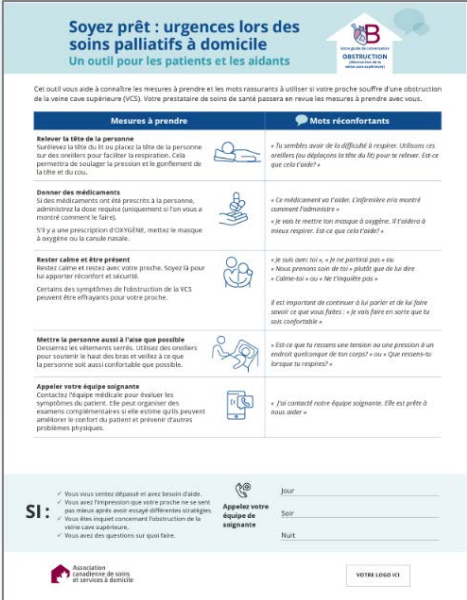 Soyez prêt : urgences lors des
soins palliatifs à domicile
Un outil pour les patients et les aidants
B
Votre guide de conversation
OBSTRUCTION
(Obstruction de la
veine cave supérieure)
Cet outil vous aide à connaître les mesures à prendre et les mots rassurants à utiliser si votre proche souffre d'une obstruction
de la veine cave supérieure (VCS). Votre prestataire de soins de santé passera en revue les mesures à prendre avec vous.
Mesures à prendre
Mots réconfortants
Relever la tête de la personne
Surélevez la tête du lit ou placez la tête de la personne
sur des oreillers pour faciliter la respiration. Cela
permettra de soulager la pression et le gonflement de
la tête et du cou.
« Tu sembles avoir de la difficulté à respirer. Utilisons ces
oreillers (ou déplaçons la tête du lit) pour te relever. Est-ce
que cela t'aide? »
Donner des médicaments
Si des médicaments ont été prescrits à la personne,
administrez la dose requise (uniquement si l'on vous a
montré comment le faire).
S'il y a une prescription d'OXYGÈNE, mettez le masque
à oxygène ou la canule nasale.
« Ce médicament va t'aider. L'infirmière m'a montré
comment l'administrer »
« Je vais te mettre ton masque à oxygène. Il t'aidera à
mieux respirer. Est-ce que cela t'aide? »
Rester calme et être présent
Restez calme et restez avec votre proche. Soyez là pour
lui apporter réconfort et sécurité.
Certains des symptômes de l'obstruction de la VCS
peuvent être effrayants pour votre proche.
« Je suis avec toi », « Je ne partirai pas » ou
« Nous prenons soin de toi » plutôt que de lui dire
« Calme-toi » ou « Ne t'inquiète pas »
Il est important de continuer à lui parler et de lui faire
savoir ce que vous faites : « Je vais faire en sorte que tu
sois confortable »
Mettre la personne aussi à l'aise que possible
Desserrez les vêtements serrés. Utilisez des oreillers
pour soutenir le haut des bras et veillez à ce que
la personne soit aussi confortable que possible.
« Est-ce que tu ressens une tension ou une pression à un
endroit quelconque de ton corps? » ou « Que ressens-tu
lorsque tu respires? »
Appeler votre équipe soignante
Contactez l'équipe médicale pour évaluer les
symptômes du patient. Elle peut organiser des
examens complémentaires si elle estime qu'ils peuvent
améliorer le confort du patient et prévenir d'autres
problèmes physiques.
« J'ai contacté notre équipe soignante. Elle est prête à
nous aider »
SI :
✓ Vous vous sentez dépassé et avez besoin d'aide.
✓ Vous avez l'impression que votre proche ne se sent
pas mieux après avoir essayé différentes stratégies.
✓ Vous êtes inquiet concernant l'obstruction de la
veine cave supérieure.
✓ Vous avez des questions sur quoi faire.
Appelez votre
équipe de
soignante
Jour
Soir
Nuit
Association
canadienne de soins
et services à domicile
VOTRE LOGO ICI